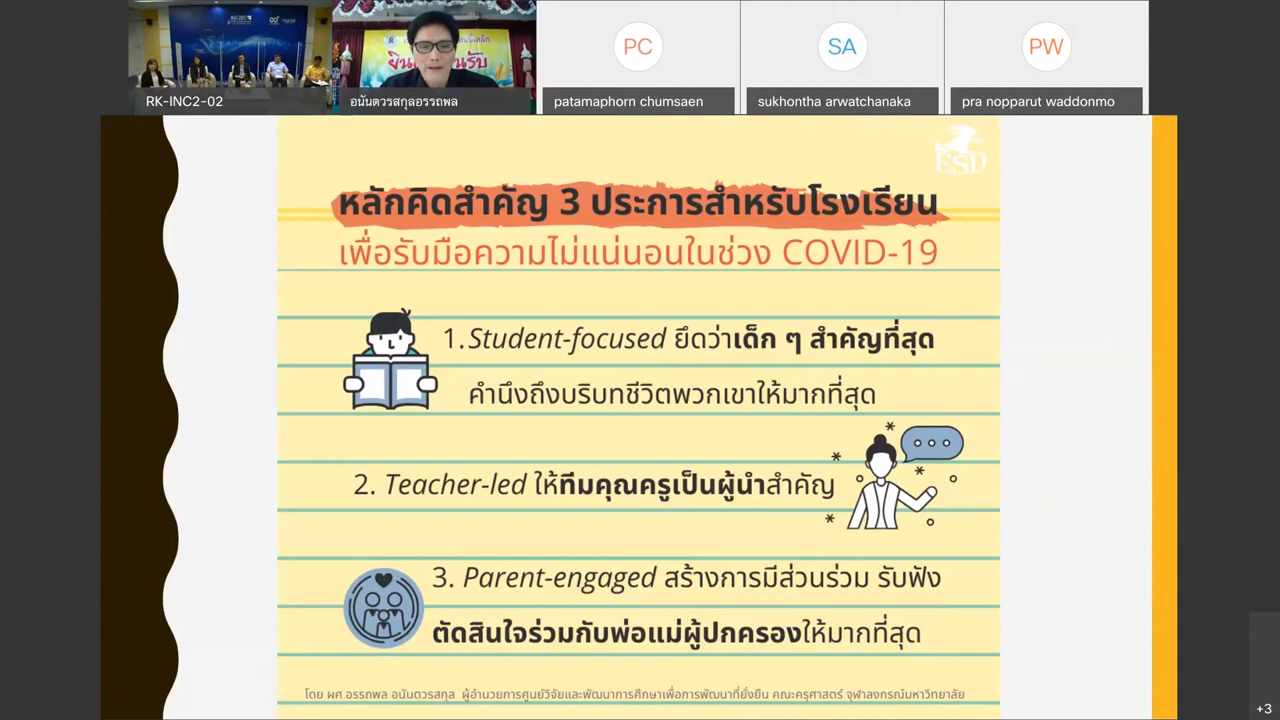 RK-INC2-02
อนันตวรสกุลอรรถพล
PC
patamaphorn chumsaen
SA
sukhontha arwatchanaka
PW
pra nopparut waddonmo
ESD
หลักคิดสำคัญ 3 ประการสำหรับโรงเรียน
เพื่อรับมือความไม่แน่นอนในช่วง COVID-19
1.Student-focused ยึดว่าเด็ก ๆ สำคัญที่สุด
คำนึงถึงบริบทชีวิตพวกเขาให้มากที่สุด
2. Teacher-led ให้ทีมคุณครูเป็นผู้นำสำคัญ
3. Parent-engaged สร้างการมีส่วนร่วม รับฟัง
ตัดสินใจร่วมกับพ่อแม่ผู้ปกครองให้มากที่สุด
โดย ผศ อรรถพล อนันตวรสกุล ผู้อำนวยการศูนย์วิจัยและพัฒนาการศึกษาเพื่อการพัฒนาที่ยั่งยืน คณะครุศาสตร์ จุฬาลงกรณ์มหาวิทยาลัย
+3